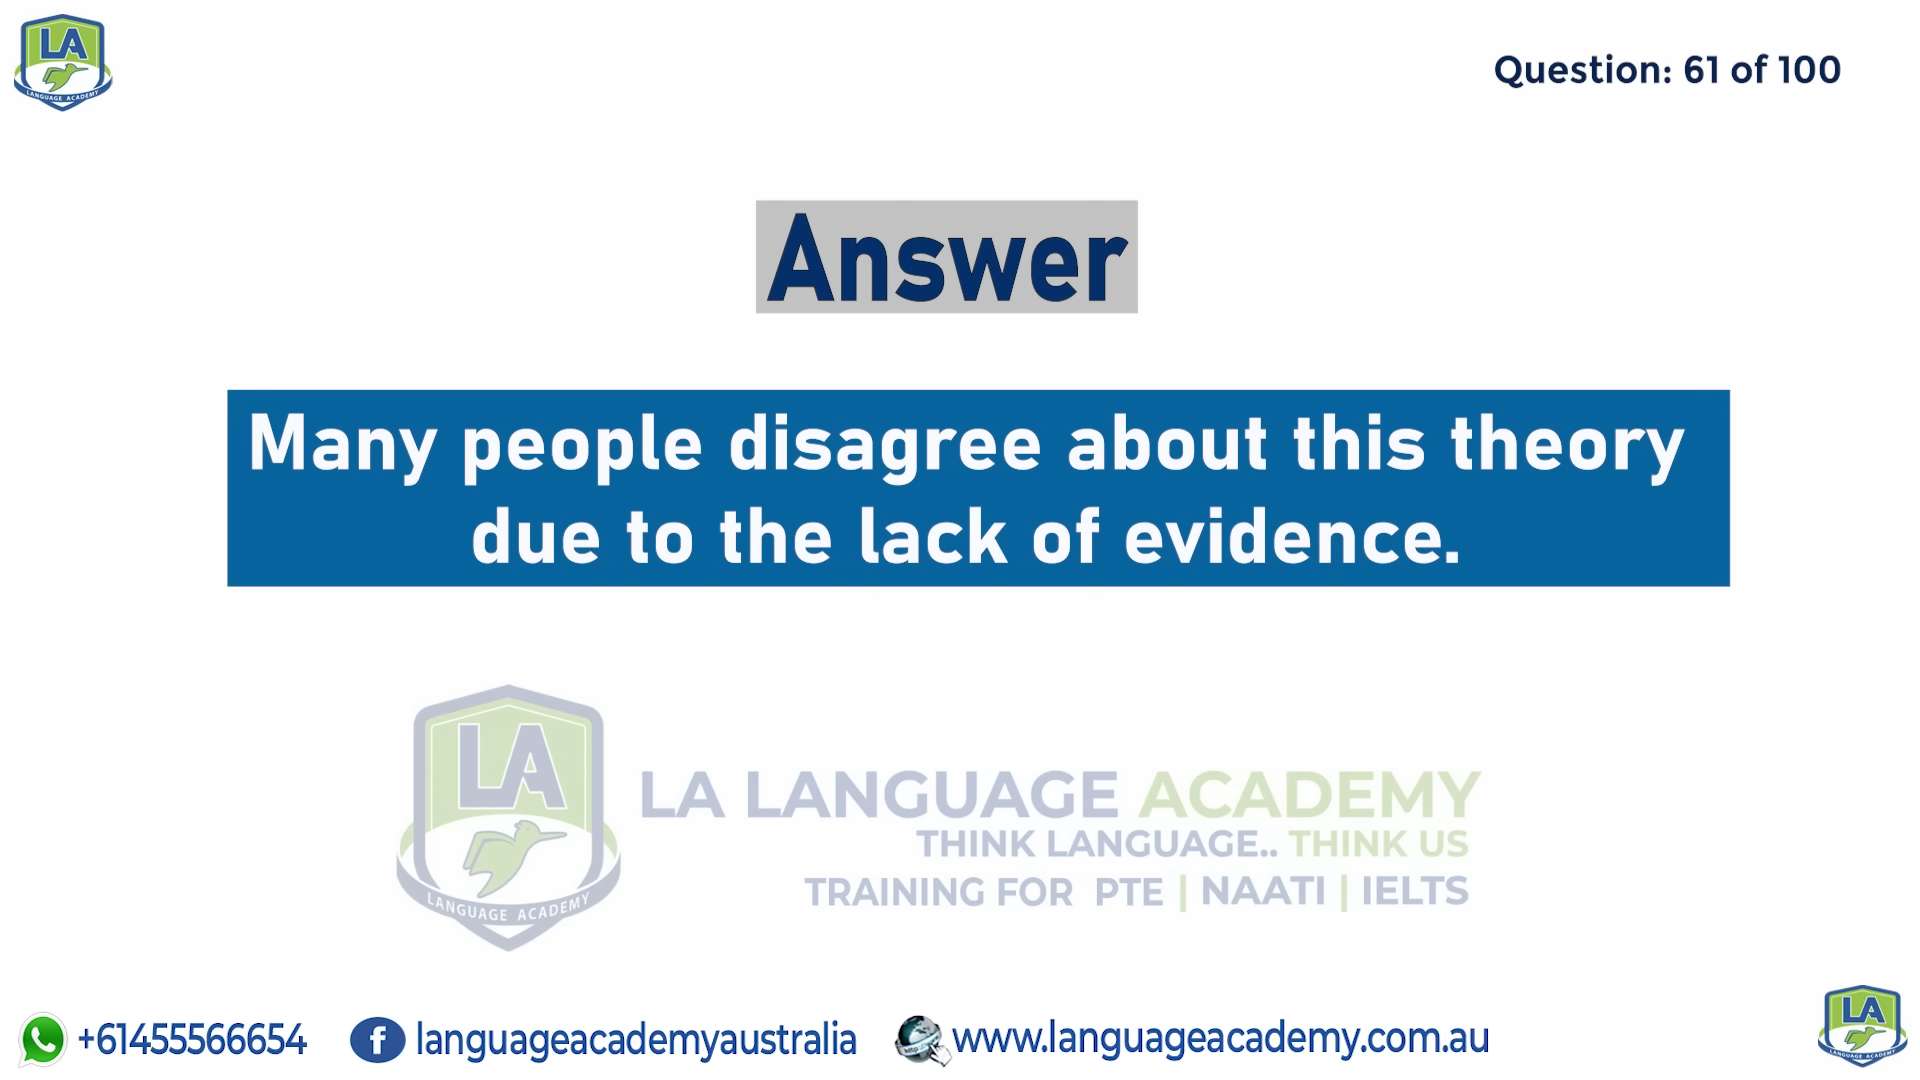 LA
LANGUAGE ACADEMY
Question: 61 of 100
Answer
Many people disagree about this theory
due to the lack of evidence.
LA
LANGUAGE ACADEMY
LA LANGUAGE ACADEMY
THINK LANGUAGE.. THINK US
TRAINING FOR PTE | NAATI | IELTS
+61455566654
languageacademyaustralia
www.languageacademy.com.au
LA
LANGUAGE ACADEMY